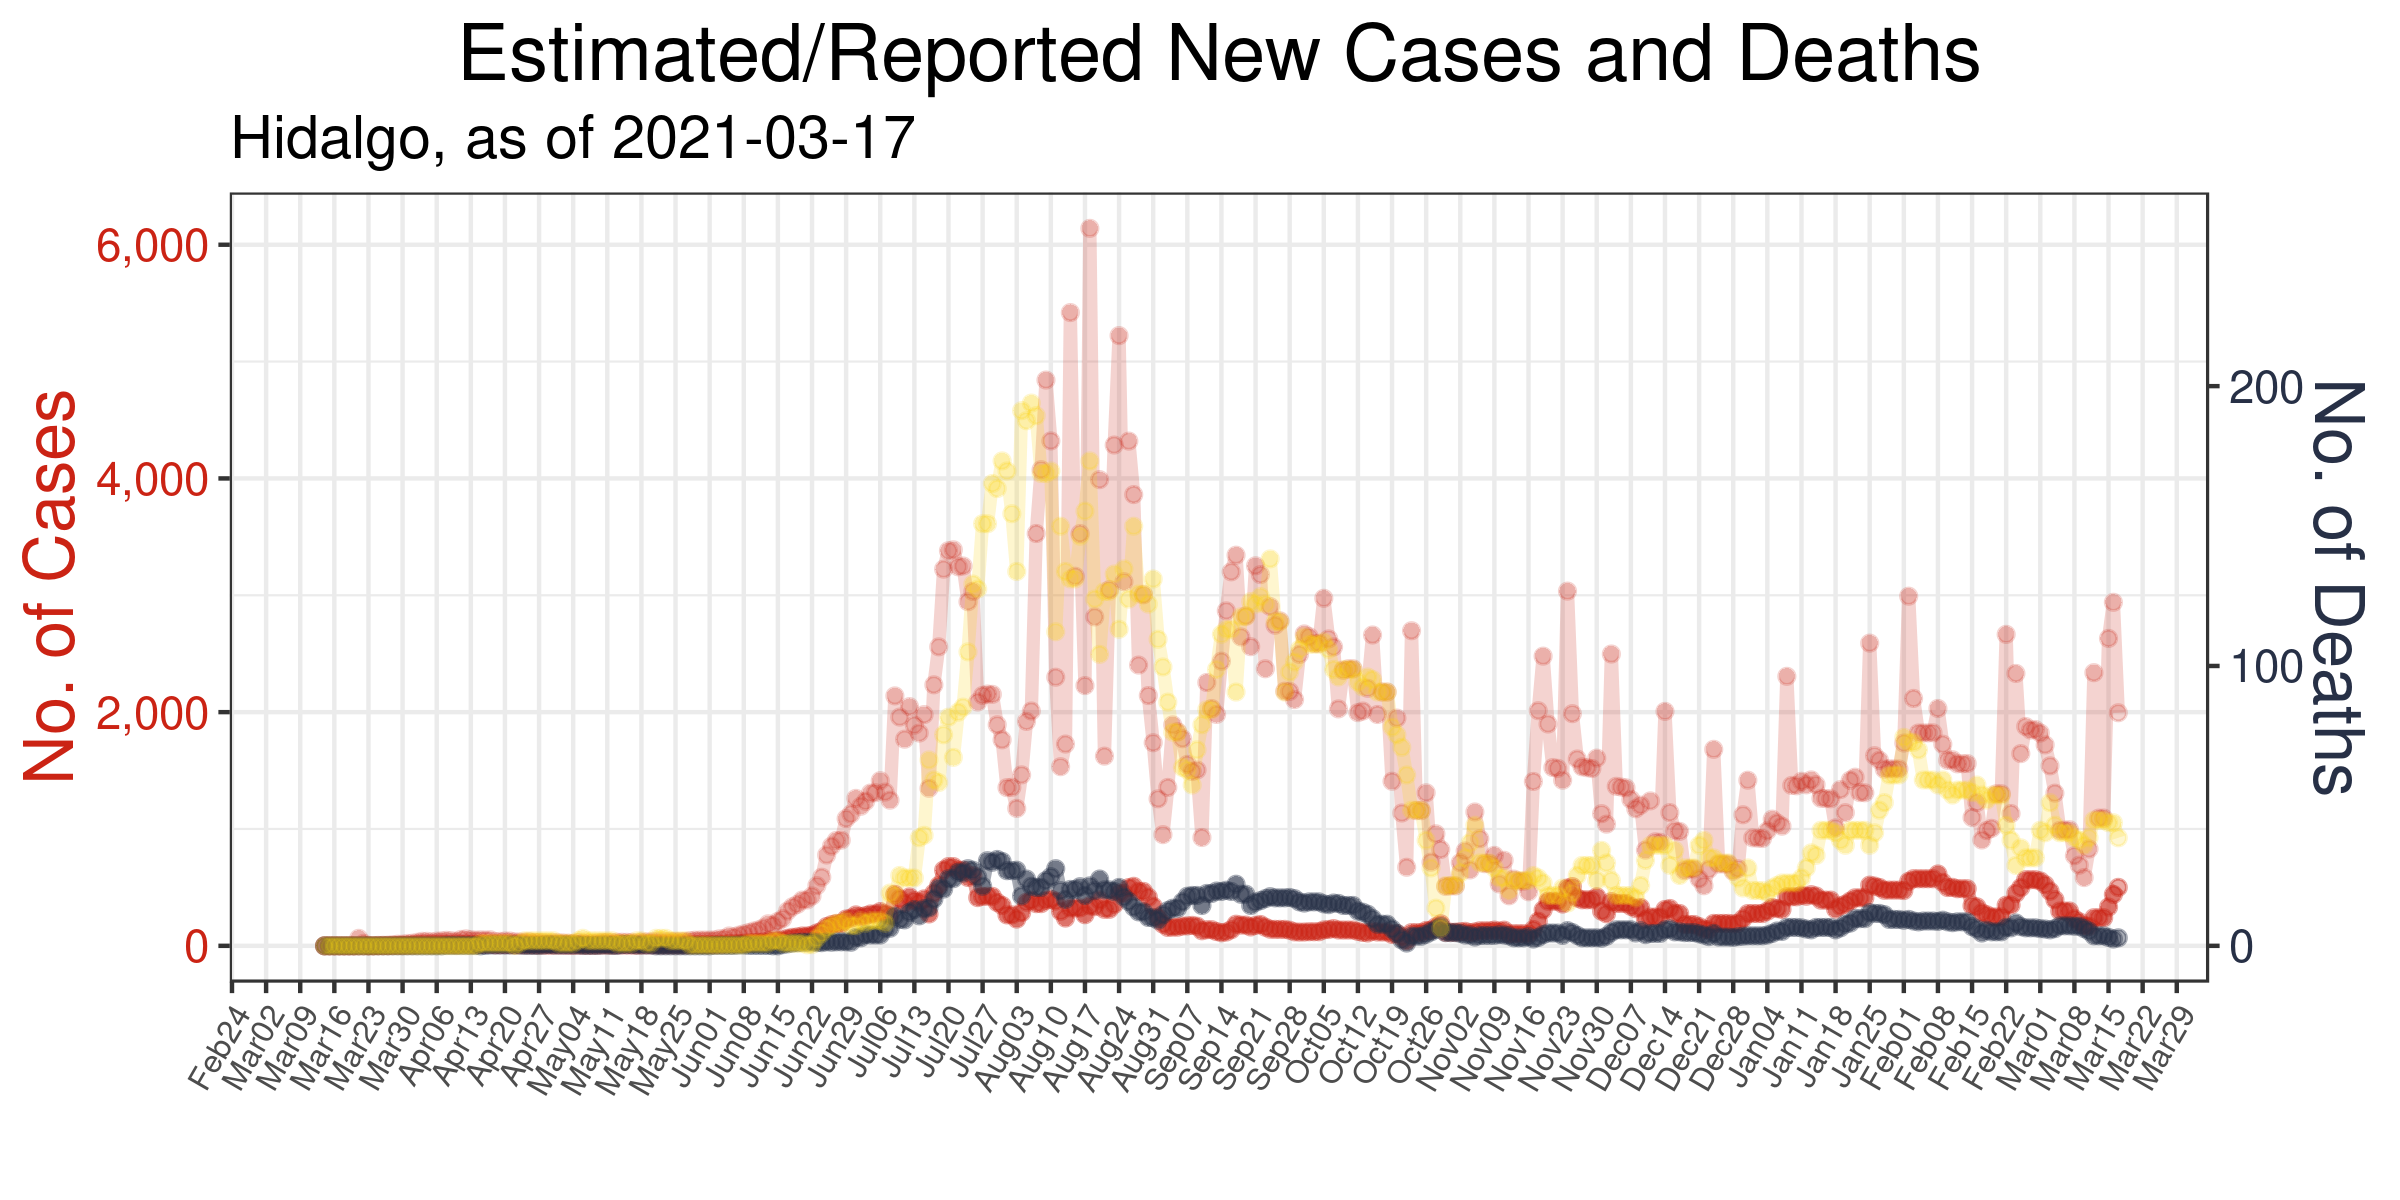 Estimated/Reported New Cases and Deaths
Hidalgo, as of 2021-03-17
No. of Cases
6,000
4,000
2,000
0
No. of Deaths
200
100
0
Feb24
Mar02
Mar09
Mar16
Mar23
Mar30
Apr06
Apr13
Apr20
Apr27
May04
May11
May18
May25
Jun01
Jun08
Jun15
Jun22
Jun29
Jul06
Jul13
Jul20
Jul27
Aug03
Aug10
Aug17
Aug24
Aug31
Sep07
Sep14
Sep21
Sep28
Oct05
Oct12
Oct19
Oct26
Nov02
Nov09
Nov16
Nov23
Nov30
Dec07
Dec14
Dec21
Dec28
Jan04
Jan11
Jan18
Jan25
Feb01
Feb08
Feb15
Feb22
Mar01
Mar08
Mar15
Mar22
Mar29